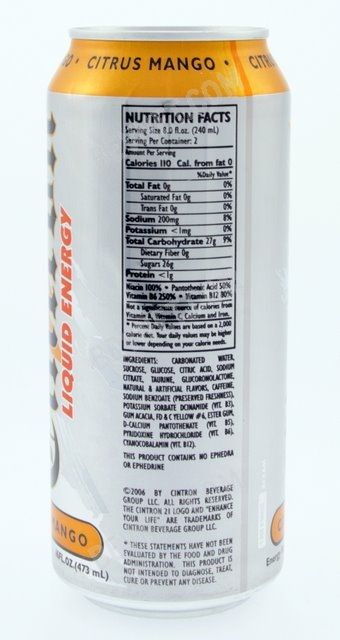 CITRUS MANGO
CITR
NUTRITION FACTS
Serving Size 8.0 fl.oz. (240 mL)
Serving Per Container: 2
Amount Per Serving
Calories 110 Cal. from fat 0
%Daily Value*
Total Fat 0g 0%
Saturated Fat 0g 0%
Trans Fat 0g 0%
Sodium 200mg 8%
Potassium <1mg 0%
Total Carbohydrate 27g 9%
Dietary Fiber 0g
Sugars 26g
Protein <1g
Niacin 100% • Pantothenic Acid 50%
Vitamin B6 250% • Vitamin B12 80%
Not a significant source of calories from
Vitamin A, Vitamin C, Calcium and Iron.
* Percent Daily Values are based on a 2,000
calorie diet. Your daily values may be higher
or lower depending on your calorie needs.
LIQUID ENERGY
INGREDIENTS: CARBONATED WATER,
SUCROSE, GLUCOSE, CITRIC ACID, SODIUM
CITRATE, TAURINE, GLUCORONOLACTONE,
NATURAL & ARTIFICIAL FLAVORS, CAFFEINE,
SODIUM BENZOATE (PRESERVED FRESHNESS),
POTASSIUM SORBATE (VIT. B3),
GUM ACACIA, FD & C YELLOW #6, ESTER GUM,
D-CALCIUM PANTOTHENATE (VIT. B5),
PYRIDOXINE HYDROCHLORIDE (VIT. B6),
CYANOCOBALAMIN (VIT. B12).
THIS PRODUCT CONTAINS NO EPHEDRA
OR EPHEDRINE
©2006 BY CINTRON BEVERAGE
GROUP LLC. ALL RIGHTS RESERVED.
THE CINTRON 21 LOGO AND "ENHANCE
YOUR LIFE" ARE TRADEMARKS OF
CINTRON BEVERAGE GROUP LLC.
* THESE STATEMENTS HAVE NOT BEEN
EVALUATED BY THE FOOD AND DRUG
ADMINISTRATION. THIS PRODUCT IS
NOT INTENDED TO DIAGNOSE, TREAT,
CURE OR PREVENT ANY DISEASE.
MANGO
FL.OZ.(473 mL)